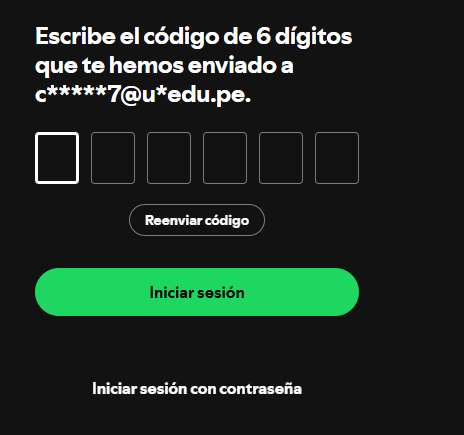 Escribe el código de 6 dígitos
que te hemos enviado a
c*****7@u*edu.pe.
Reenviar código
Iniciar sesión
Iniciar sesión con contraseña